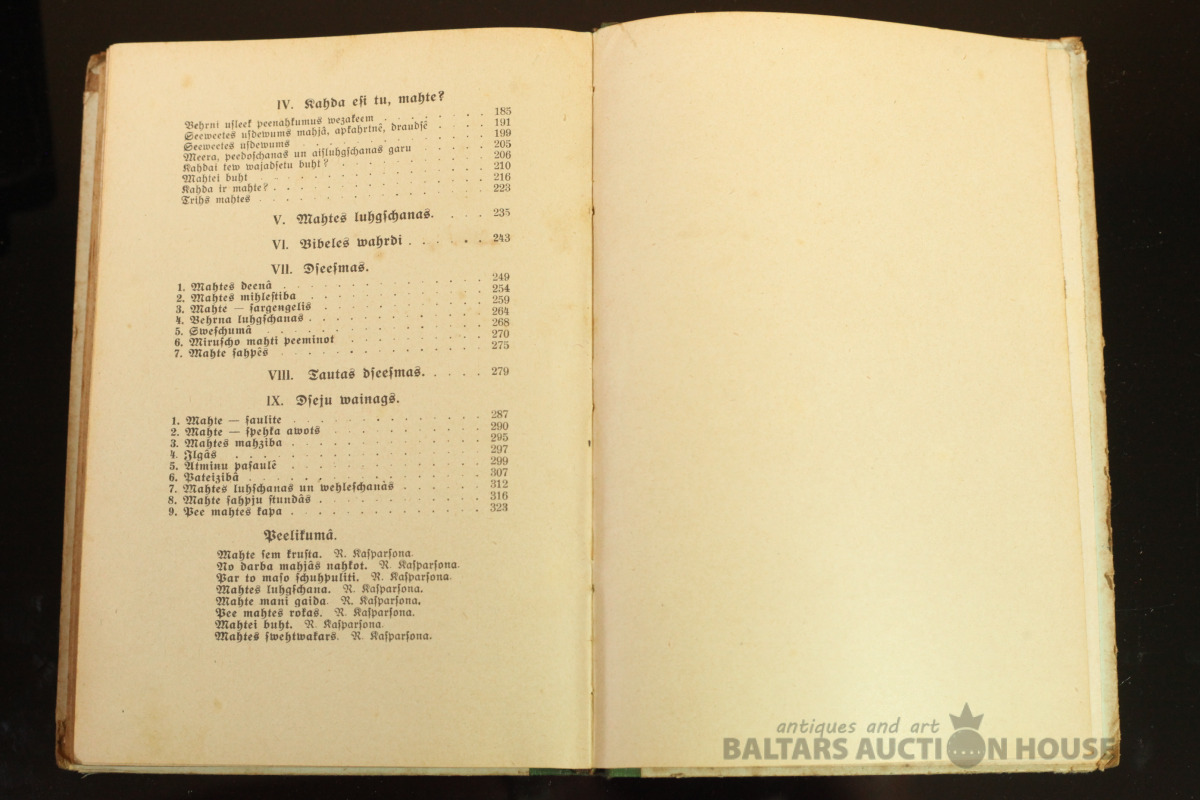 IV. Kahda esi tu, mahte?
Behrni usleek peenahkumus wezakeem . . . . . . . 185
Seeweetes usdewums mahjâ, apkahrtnê, draudsê . . . . 191
Seeweetes usdewums . . . . . . . . . . 199
Meera, peedoschanas un aisluhgschanas garu . . . . . 205
Kahdai tew wajadsetu buht? . . . . . . . . . 206
Mahtei buht . . . . . . . . . . . . 210
Kahda ir mahte? . . . . . . . . . . . 216
Trihs mahtes . . . . . . . . . . . . 223
V. Mahtes luhgschanas. . . . . 235
VI. Bibeles wahrdi . . . . . . 243
VII. Dseesmas.
1. Mahtes deenâ . . . . . . . . . . . 249
2. Mahtes mihlestiba . . . . . . . . . . 254
3. Mahte — sargengelis . . . . . . . . . . 259
4. Behrna luhgschanas . . . . . . . . . . 264
5. Sweschumâ . . . . . . . . . . . . 268
6. Miruscho mahti peeminot . . . . . . . . 270
7. Mahte sahpês . . . . . . . . . . . 275
VIII. Tautas dseesmas. . . . . . 279
IX. Dseju wainags.
1. Mahte — saulite . . . . . . . . . . 287
2. Mahte — spehka awots . . . . . . . . . 290
3. Mahtes mahziba . . . . . . . . . . 295
4. Ilgâs . . . . . . . . . . . . . 297
5. Atminu pasaulê . . . . . . . . . . 299
6. Pateizibâ . . . . . . . . . . . . 307
7. Mahtes luhschanas un wehleschanâs . . . . . . 312
8. Mahte sahpju stundâs . . . . . . . . . 316
9. Pee mahtes kapa . . . . . . . . . . 323
Peelikumâ.
Mahte sem krusta. R. Kasparsona.
No darba mahjâs nahkot. R. Kasparsona.
Par to maso schuhpuliti. R. Kasparsona.
Mahtes luhgschana. R. Kasparsona.
Mahte mani gaida. R. Kasparsona.
Pee mahtes rokas. R. Kasparsona.
Mahtei buht. R. Kasparsona.
Mahtes swehtwakars. R. Kasparsona.
antiques and art
BALTARS AUCTION HOUSE